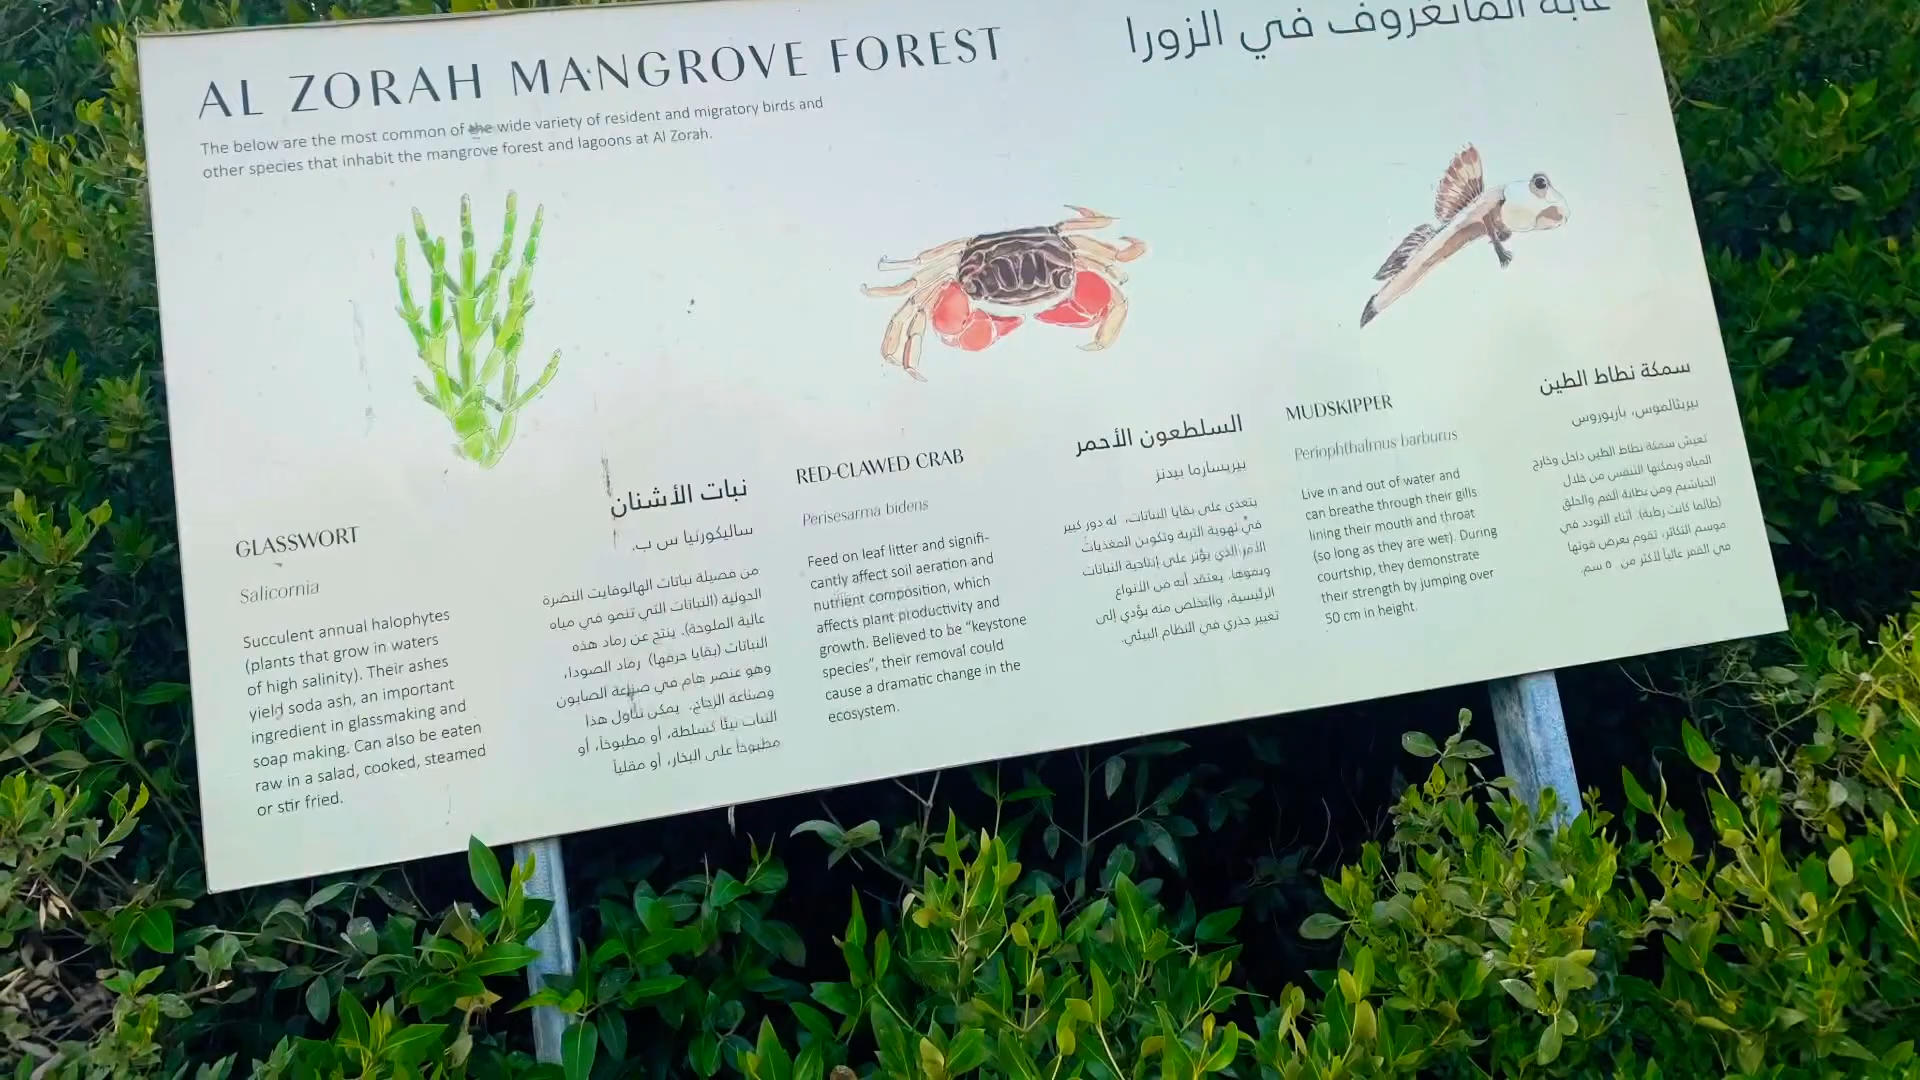 AL ZORAH MANGROVE FOREST
غابة المانغروف في الزورا
The below are the most common of the wide variety of resident and migratory birds and
other species that inhabit the mangrove forest and lagoons at Al Zorah.
GLASSWORT
Salicornia
Succulent annual halophytes
(plants that grow in waters
of high salinity). Their ashes
yield soda ash, an important
ingredient in glassmaking and
soap making. Can also be eaten
raw in a salad, cooked, steamed
or stir fried.
نبات الأشنان
ساليكورنيا س ب.
من فصيلة نباتات الهالوفايت النضرة
الحولية (النباتات التي تنمو في مياه
عالية الملوحة). ينتج عن رماد هذه
النباتات (بقايا حرقها) رماد الصودا،
وهو عنصر هام في صناعة الصابون
وصناعة الزجاج. يمكن تناول هذا
النبات نيئا كسلطة، أو مطبوخاً، أو
مطبوخاً على البخار، أو مقلياً
RED-CLAWED CRAB
Perisesarma bidens
Feed on leaf litter and signifi-
cantly affect soil aeration and
nutrient composition, which
affects plant productivity and
growth. Believed to be "keystone
species", their removal could
cause a dramatic change in the
ecosystem.
السلطعون الأحمر
بيريسارما بيدنز
يتغذى على بقايا النباتات، له دور كبير
في تهوية التربة وتكوين المغذيات
الأمر الذي يؤثر على إنتاجية النباتات
ونموها. يعتقد أنه من الأنواع
الرئيسية، والتخلص منه يؤدي إلى
تغيير جذري في النظام البيئي.
MUDSKIPPER
Periophthalmus barburus
Live in and out of water and
can breathe through their gills
lining their mouth and throat
(so long as they are wet). During
courtship, they demonstrate
their strength by jumping over
50 cm in height.
سمكة نطاط الطين
بيريثالموس، باربوروس
تعيش سمكة نطاط الطين داخل وخارج
المياه ويمكنها التنفس من خلال
الخياشيم ومن بطانة الفم والحلق
(طالما كانت رطبة). أثناء التودد في
موسم التكاثر، تقوم بعرض قوتها
في القفز عالياً لأكثر من ٥٠ سم.